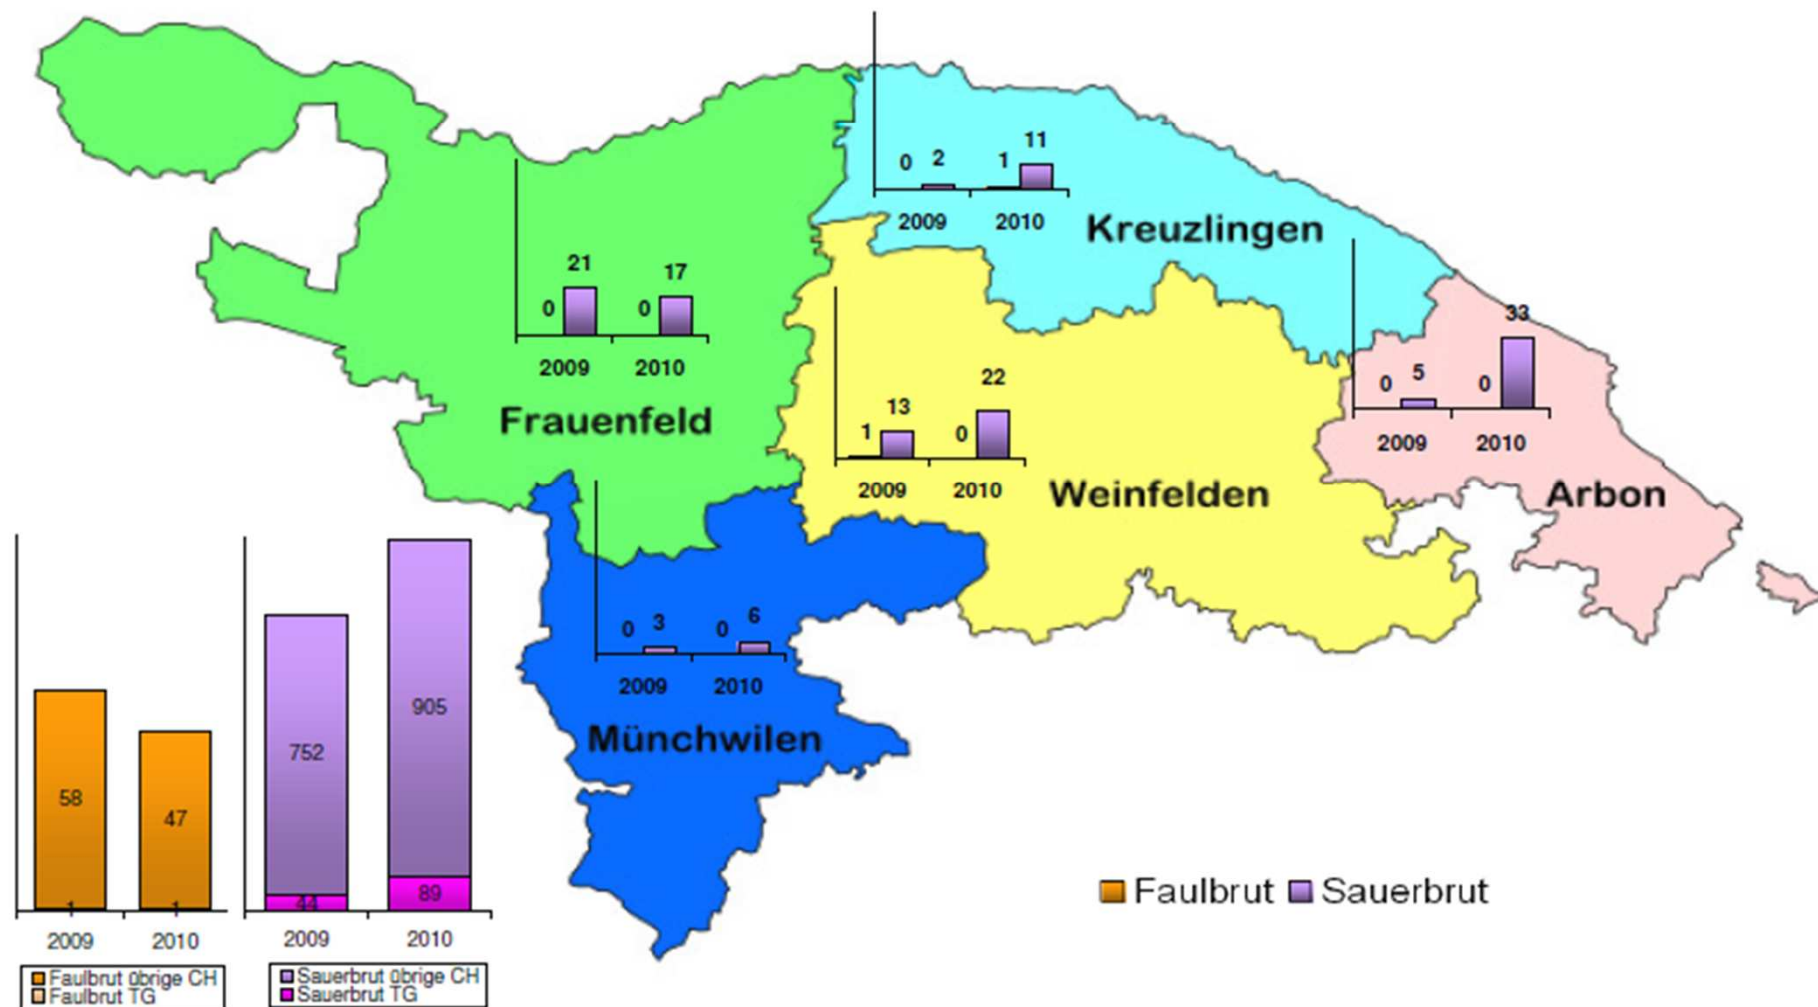 0 2 1 11
2009 2010
Kreuzlingen
0 21 0 17
2009 2010
Frauenfeld
1 13 0 22
2009 2010
Weinfelden
0 5 0 33
2009 2010
Arbon
0 3 0 6
2009 2010
Münchwilen
58 47
1 1
2009 2010
Faulbrut übrige CH
Faulbrut TG
752 905
44 89
2009 2010
Sauerbrut übrige CH
Sauerbrut TG
Faulbrut Sauerbrut